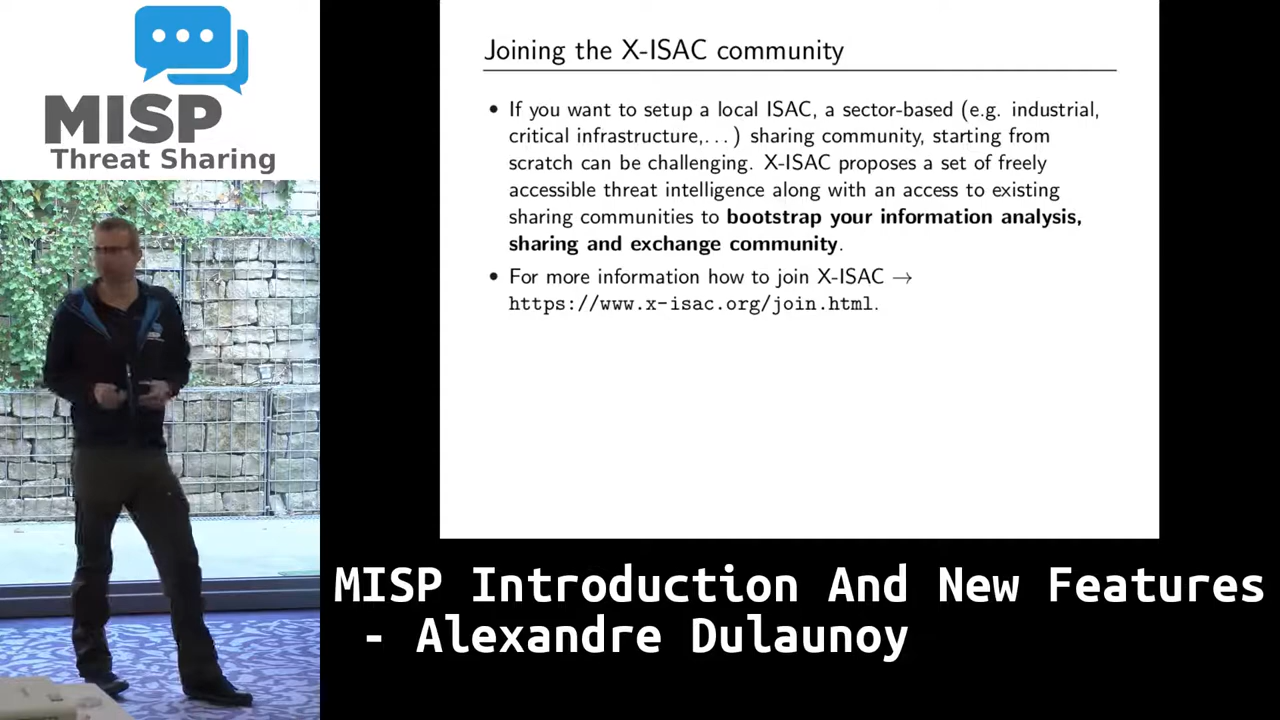 MISP
Threat Sharing
Joining the X-ISAC community
• If you want to setup a local ISAC, a sector-based (e.g. industrial,
critical infrastructure,...) sharing community, starting from
scratch can be challenging. X-ISAC proposes a set of freely
accessible threat intelligence along with an access to existing
sharing communities to bootstrap your information analysis,
sharing and exchange community.
• For more information how to join X-ISAC →
https://www.x-isac.org/join.html.
MISP Introduction And New Features
- Alexandre Dulaunoy